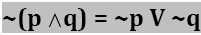 ~(p ∧q) = ~p V ~q